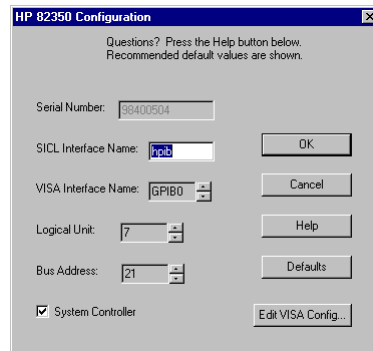 HP 82350 Configuration
Questions? Press the Help button below.
Recommended default values are shown.
Serial Number: 98400504
SICL Interface Name: hpib
OK
VISA Interface Name: GPIB0
Cancel
Logical Unit: 7
Help
Bus Address: 21
Defaults
System Controller
Edit VISA Config...